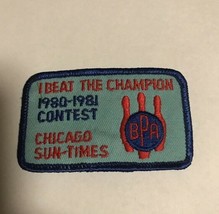 I BEAT THE CHAMPION
1980-1981
CONTEST
CHICAGO
SUN-TIMES
BPA